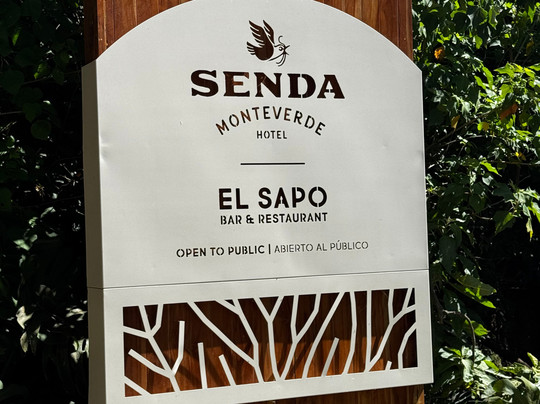 SENDA
MONTEVERDE
HOTEL
EL SAPO
BAR & RESTAURANT
OPEN TO PUBLIC | ABIERTO AL PÚBLICO